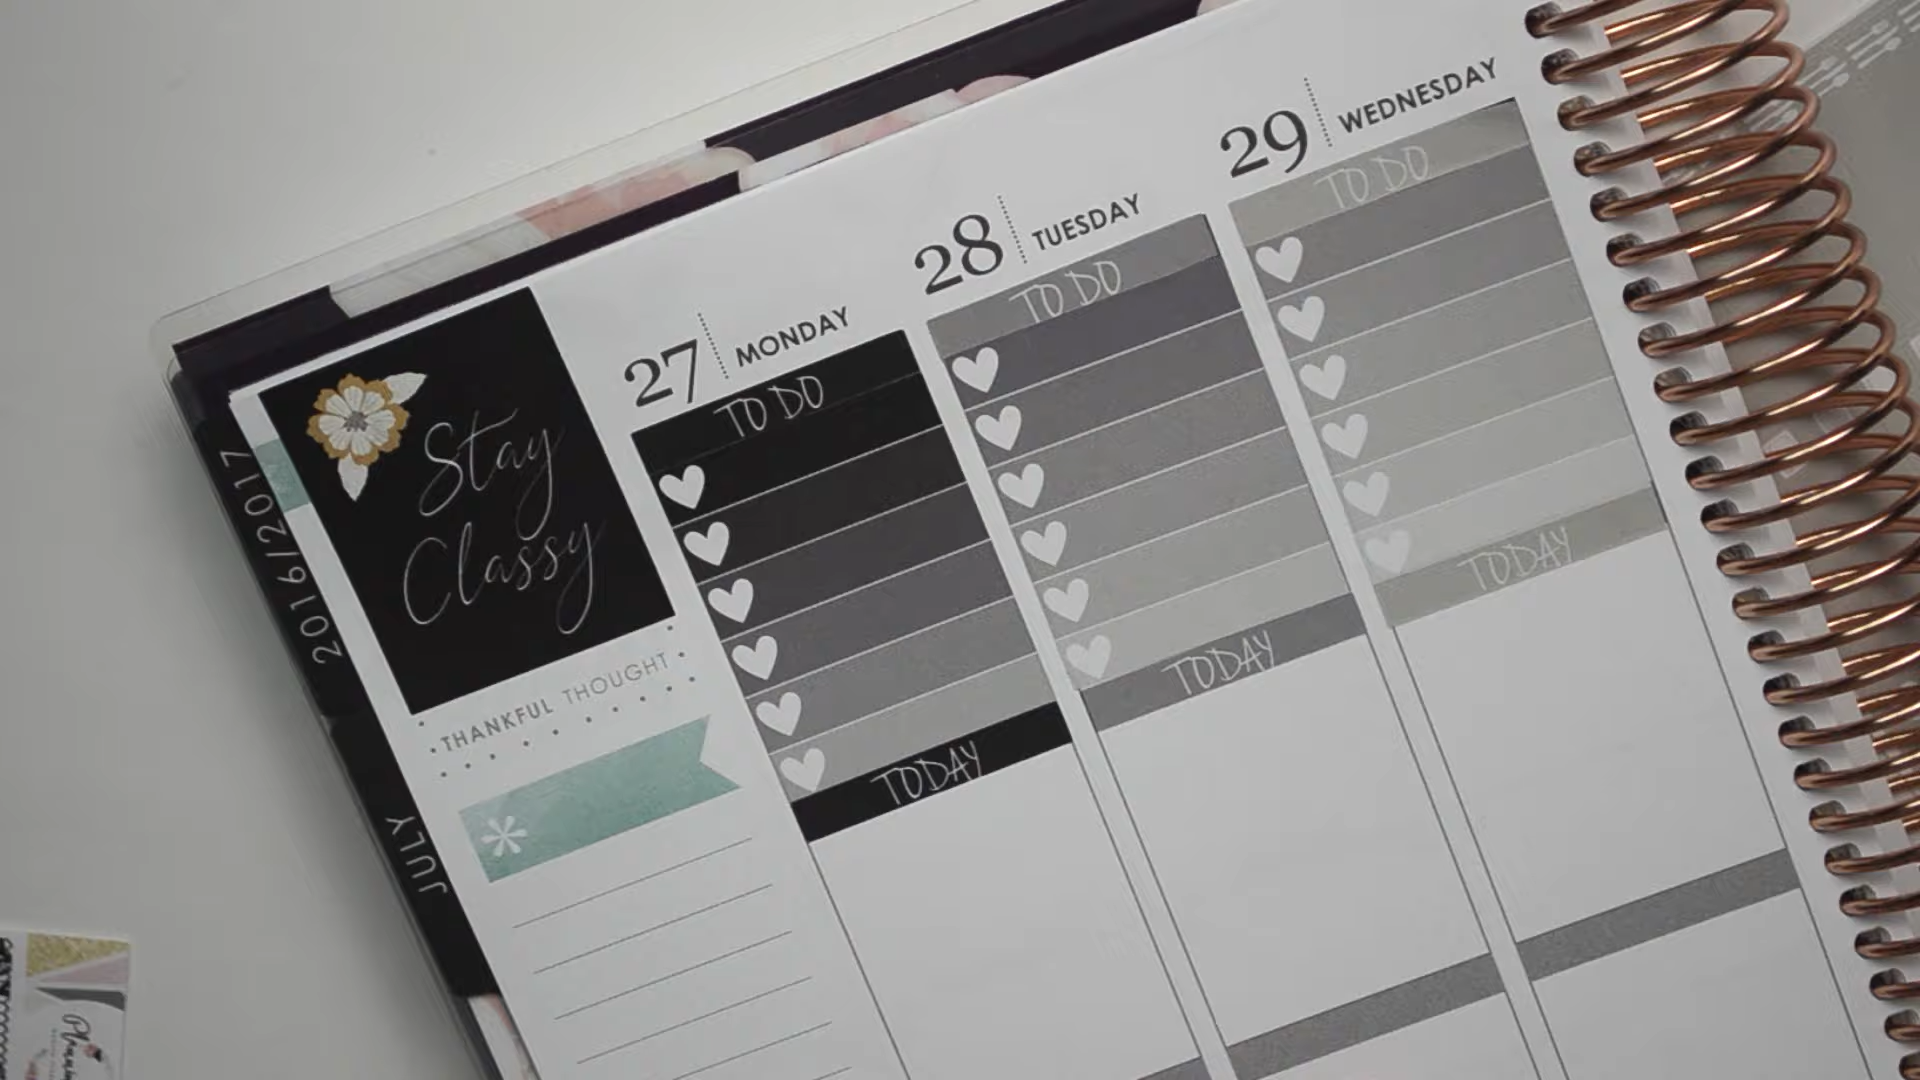 29 WEDNESDAY
TO DO
28 TUESDAY
TO DO
27 MONDAY
TO DO
Stay
Classy
2016/2017
THANKFUL THOUGHT
TODAY
TODAY
TODAY
JULY